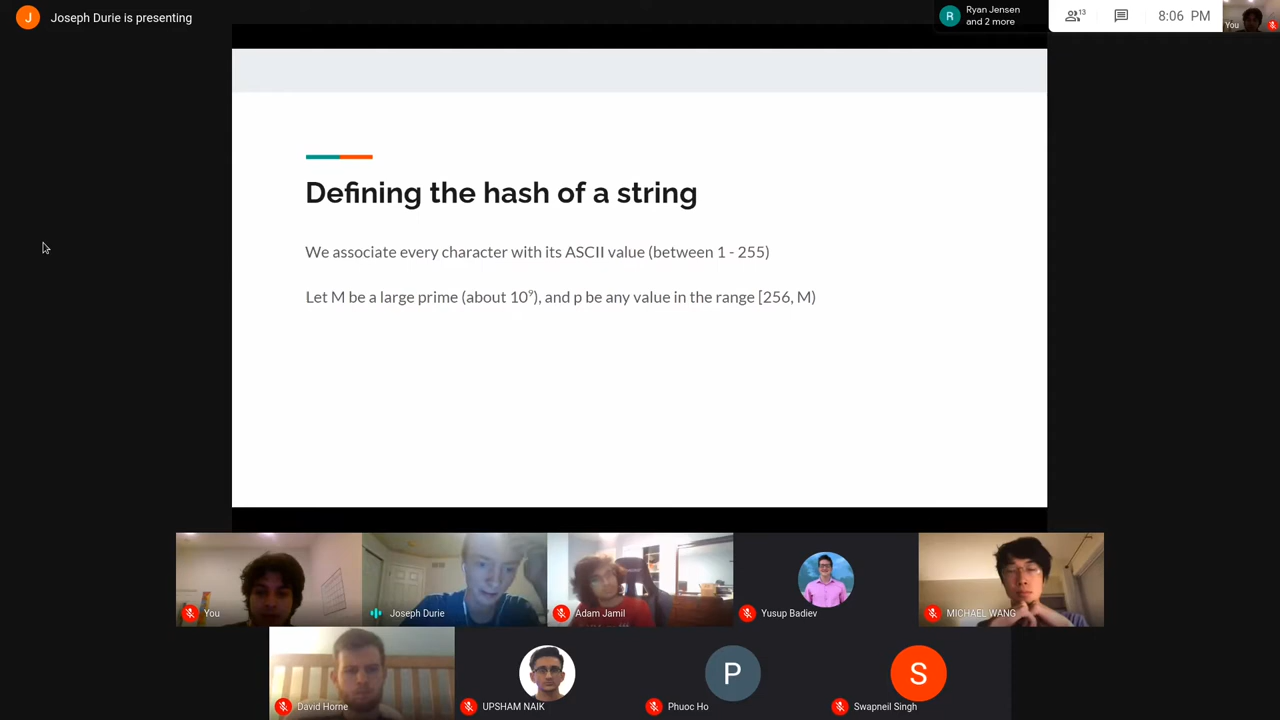 J
Joseph Durie is presenting
R
Ryan Jensen
and 2 more
13
8:06 PM
You
Defining the hash of a string
We associate every character with its ASCII value (between 1 - 255)
Let M be a large prime (about 10⁹), and p be any value in the range [256, M)
You
Joseph Durie
Adam Jamil
Yusup Badiev
MICHAEL WANG
David Horne
UPSHAM NAIK
P
Phuoc Ho
S
Swapneil Singh